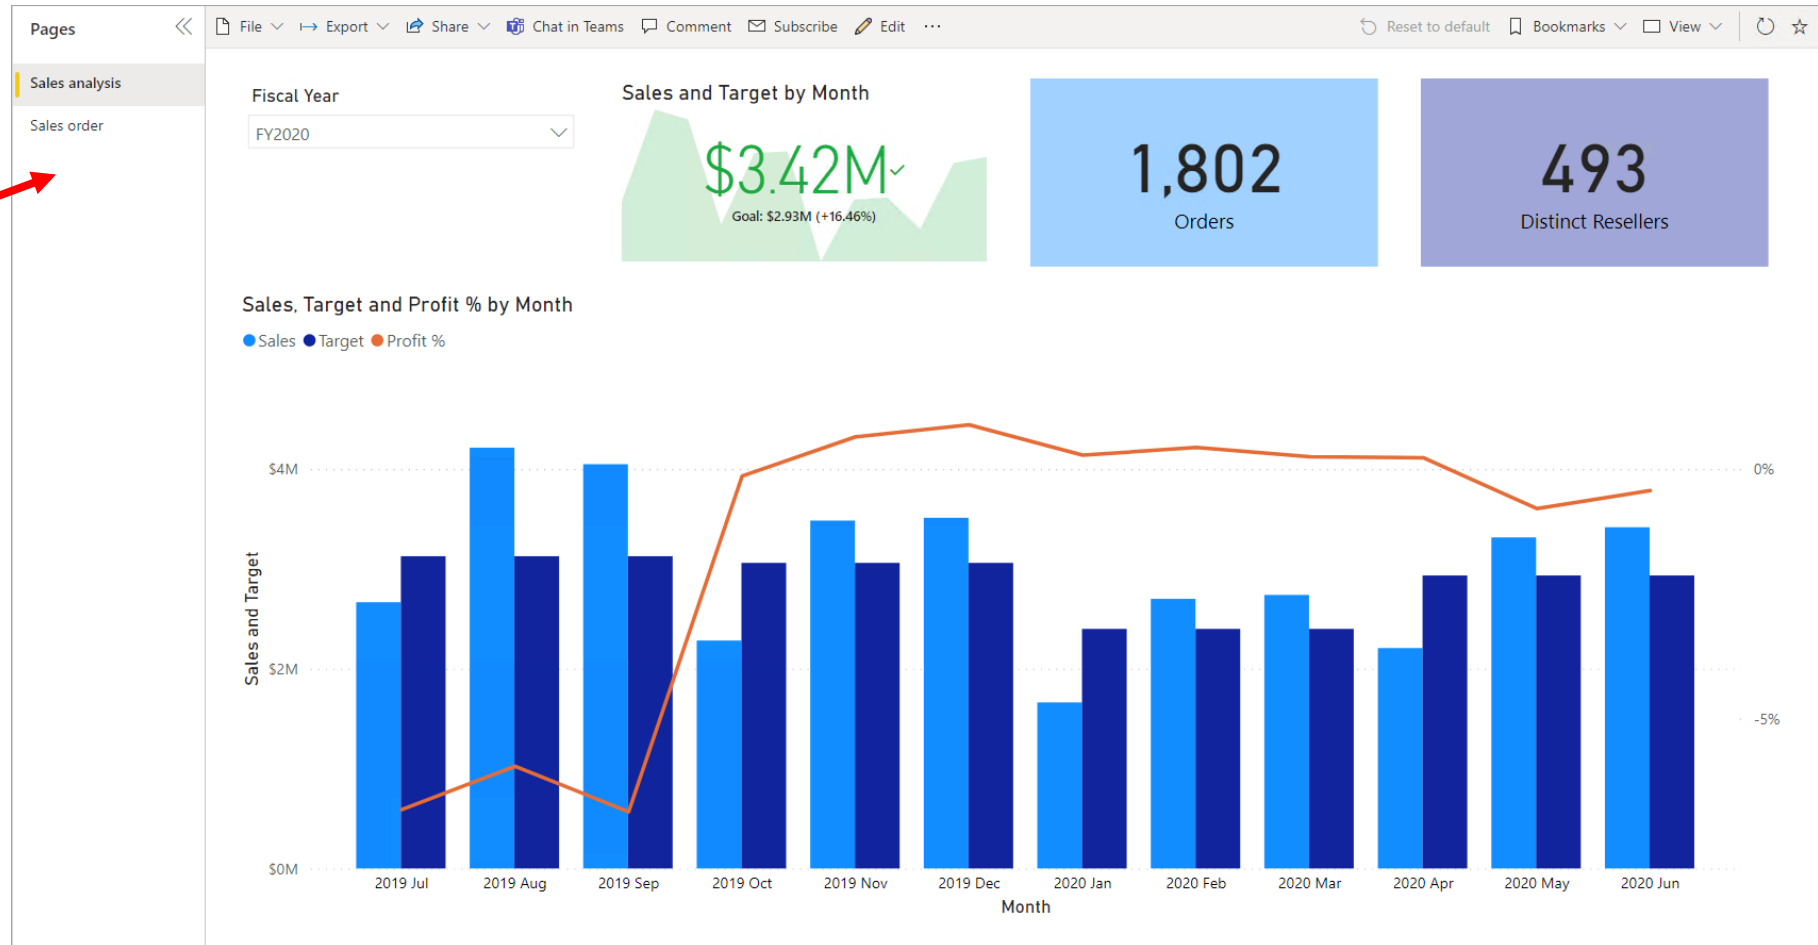 Pages
File Export Share Chat in Teams Comment Subscribe Edit ··· Reset to default Bookmarks View
Sales analysis
Sales order
Fiscal Year
FY2020
Sales and Target by Month
$3.42M
Goal: $2.93M (+16.46%)
1,802
Orders
493
Distinct Resellers
Sales, Target and Profit % by Month
Sales Target Profit %
Sales and Target
$4M
$2M
$0M
0%
-5%
2019 Jul 2019 Aug 2019 Sep 2019 Oct 2019 Nov 2019 Dec 2020 Jan 2020 Feb 2020 Mar 2020 Apr 2020 May 2020 Jun
Month